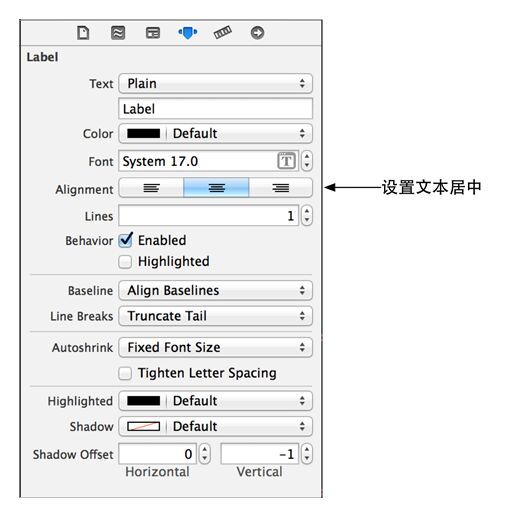 Label
Text Plain
Label
Color Default
Font System 17.0 T
Alignment 设置文本居中
Lines 1
Behavior Enabled
Highlighted
Baseline Align Baselines
Line Breaks Truncate Tail
Autoshrink Fixed Font Size
Tighten Letter Spacing
Highlighted Default
Shadow Default
Shadow Offset 0 -1
Horizontal Vertical